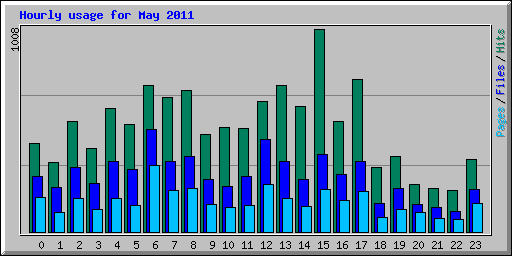 Hourly usage for May 2011
1008
Pages / Files / Hits
0 1 2 3 4 5 6 7 8 9 10 11 12 13 14 15 16 17 18 19 20 21 22 23